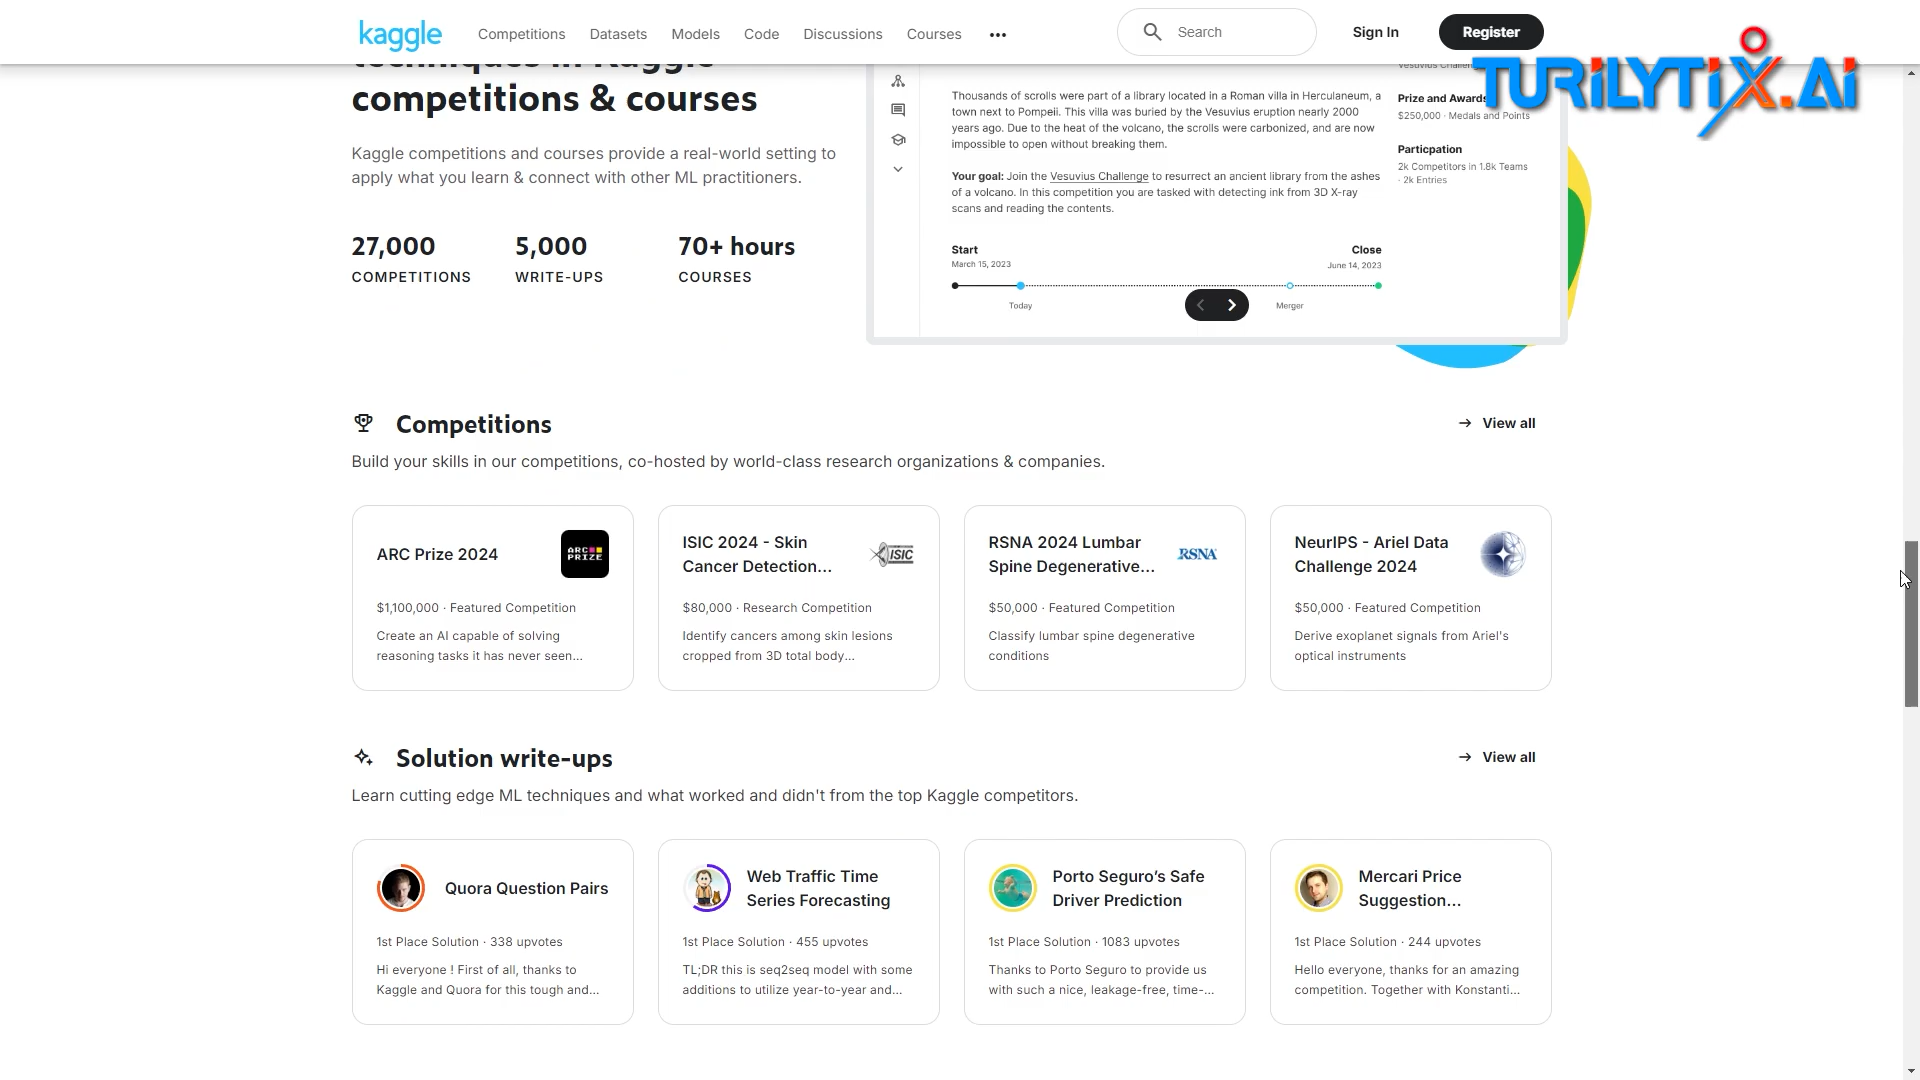 kaggle
Competitions
Datasets
Models
Code
Discussions
Courses
Search
Sign In
Register
TURILYTIX.AI
techniques in Kaggle
competitions & courses
Kaggle competitions and courses provide a real-world setting to
apply what you learn & connect with other ML practitioners.
27,000
COMPETITIONS
5,000
WRITE-UPS
70+ hours
COURSES
Thousands of scrolls were part of a library located in a Roman villa in Herculaneum, a
town next to Pompeii. This villa was buried by the Vesuvius eruption nearly 2000
years ago. Due to the heat of the volcano, the scrolls were carbonized, and are now
impossible to open without breaking them.
Your goal: Join the Vesuvius Challenge to resurrect an ancient library from the ashes
of a volcano. In this competition you are tasked with detecting ink from 3D X-ray
scans and reading the contents.
Start
March 15, 2023
Close
June 14, 2023
Today
Merger
Vesuvius Challen
Prize and Awards
$250,000 · Medals and Points
Particpation
2k Competitors in 1.8k Teams
· 2k Entries
Competitions
View all
Build your skills in our competitions, co-hosted by world-class research organizations & companies.
ARC Prize 2024
ARC
PRIZE
$1,100,000 · Featured Competition
Create an AI capable of solving
reasoning tasks it has never seen...
ISIC 2024 - Skin
Cancer Detection...
ISIC
$80,000 · Research Competition
Identify cancers among skin lesions
cropped from 3D total body...
RSNA 2024 Lumbar
Spine Degenerative...
RSNA
$50,000 · Featured Competition
Classify lumbar spine degenerative
conditions
NeurIPS - Ariel Data
Challenge 2024
$50,000 · Featured Competition
Derive exoplanet signals from Ariel's
optical instruments
Solution write-ups
View all
Learn cutting edge ML techniques and what worked and didn't from the top Kaggle competitors.
Quora Question Pairs
1st Place Solution · 338 upvotes
Hi everyone ! First of all, thanks to
Kaggle and Quora for this tough and...
Web Traffic Time
Series Forecasting
1st Place Solution · 455 upvotes
TL;DR this is seq2seq model with some
additions to utilize year-to-year and...
Porto Seguro’s Safe
Driver Prediction
1st Place Solution · 1083 upvotes
Thanks to Porto Seguro to provide us
with such a nice, leakage-free, time-...
Mercari Price
Suggestion...
1st Place Solution · 244 upvotes
Hello everyone, thanks for an amazing
competition. Together with Konstanti...